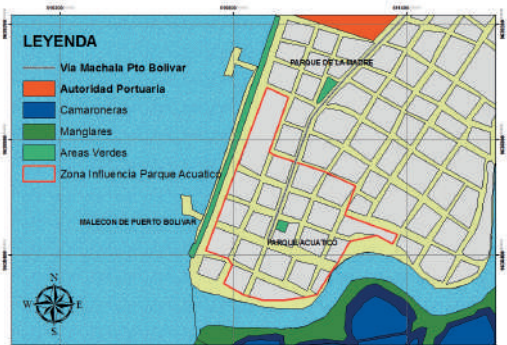 LEYENDA
Via Machala Pto Bolivar
Autoridad Portuaria
Camaroneras
Manglares
Areas Verdes
Zona Influencia Parque Acuatico
PARQUE DE LA MADRE
MALECON DE PUERTO BOLIVAR
PARQUE ACUATICO
N
W
E
S